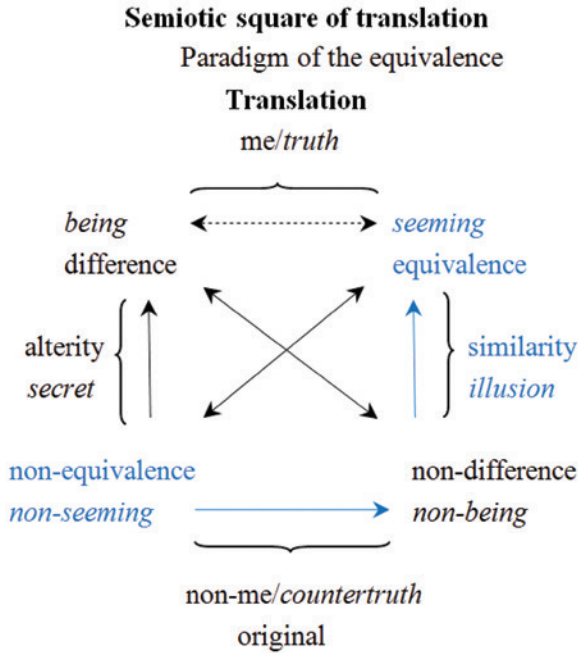 Semiotic square of translation
Paradigm of the equivalence
Translation
me/truth
being
seeming
difference
equivalence
alterity
similarity
secret
illusion
non-equivalence
non-difference
non-seeming
non-being
non-me/countertruth
original